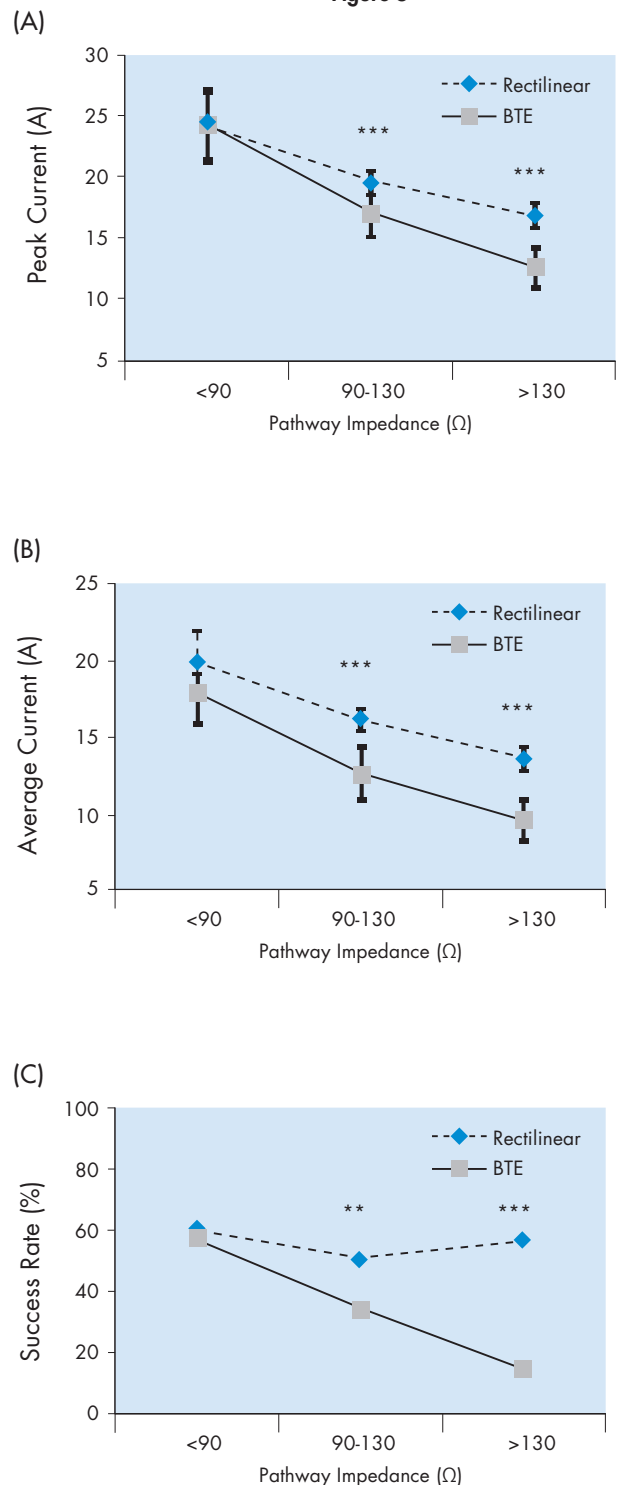 (A)
30
25
20
15
10
5
Peak Current (A)
Rectilinear
BTE
***
***
<90
90-130
>130
Pathway Impedance (Ω)
(B)
25
20
15
10
5
Average Current (A)
Rectilinear
BTE
***
***
<90
90-130
>130
Pathway Impedance (Ω)
(C)
100
80
60
40
20
0
Success Rate (%)
Rectilinear
BTE
**
***
<90
90-130
>130
Pathway Impedance (Ω)